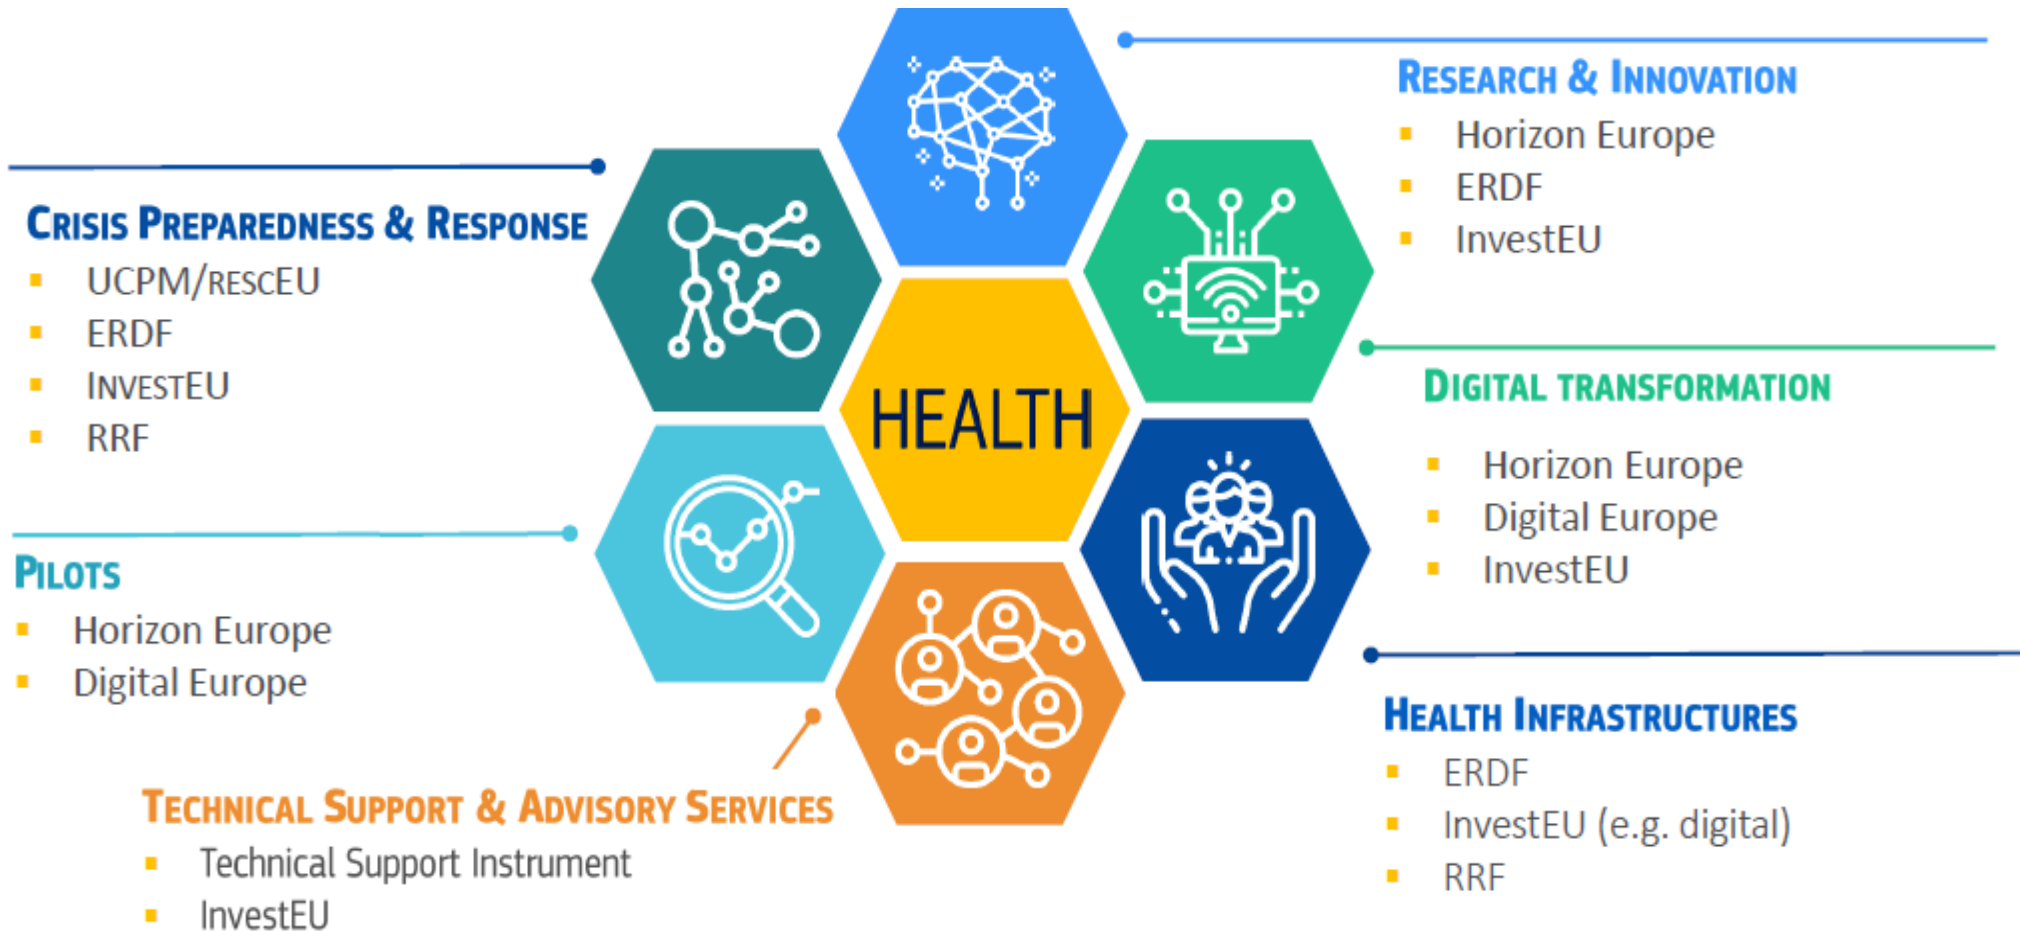 RESEARCH & INNOVATION
▪ Horizon Europe
▪ ERDF
▪ InvestEU
CRISIS PREPAREDNESS & RESPONSE
▪ UCPM/RESCEU
▪ ERDF
▪ INVESTEU
▪ RRF
HEALTH
DIGITAL TRANSFORMATION
▪ Horizon Europe
▪ Digital Europe
▪ InvestEU
PILOTS
▪ Horizon Europe
▪ Digital Europe
HEALTH INFRASTRUCTURES
▪ ERDF
▪ InvestEU (e.g. digital)
▪ RRF
TECHNICAL SUPPORT & ADVISORY SERVICES
▪ Technical Support Instrument
▪ InvestEU